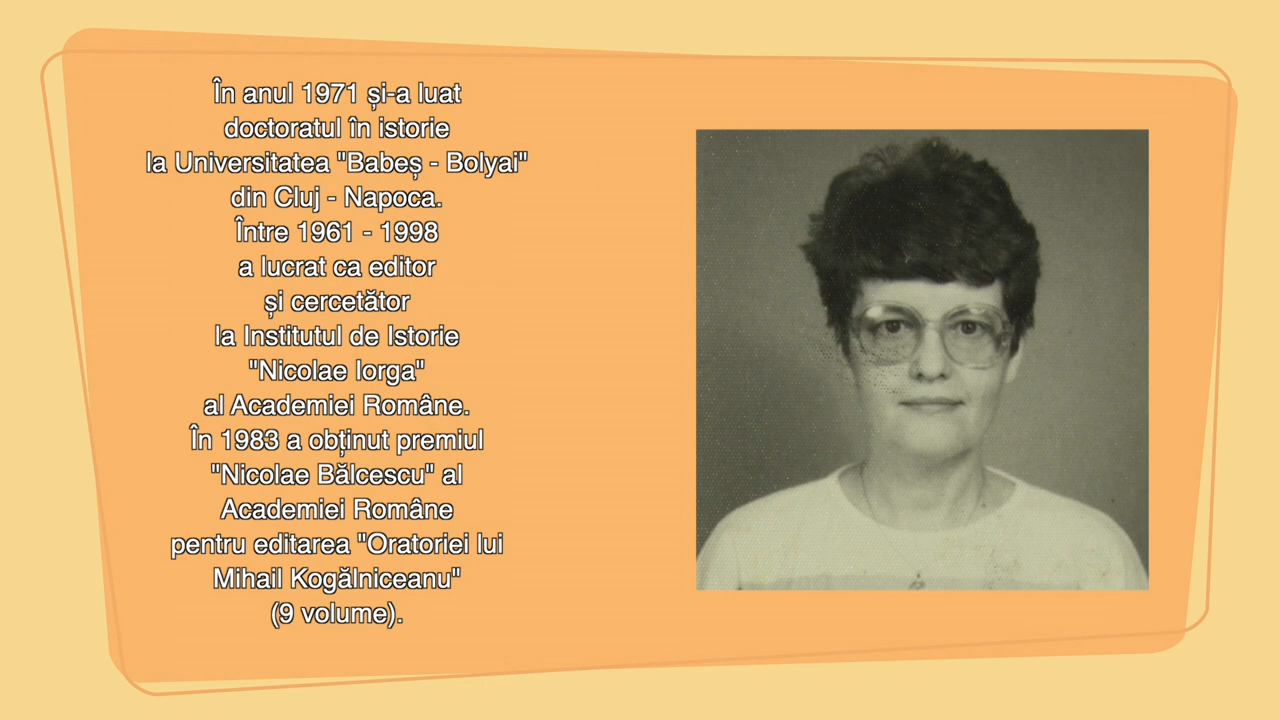 În anul 1971 și-a luat
doctoratul în istorie
la Universitatea "Babeș - Bolyai"
din Cluj - Napoca.
Între 1961 - 1998
a lucrat ca editor
și cercetător
la Institutul de Istorie
"Nicolae Iorga"
al Academiei Române.
În 1983 a obținut premiul
"Nicolae Bălcescu" al
Academiei Române
pentru editarea "Oratoriei lui
Mihail Kogălniceanu"
(9 volume).